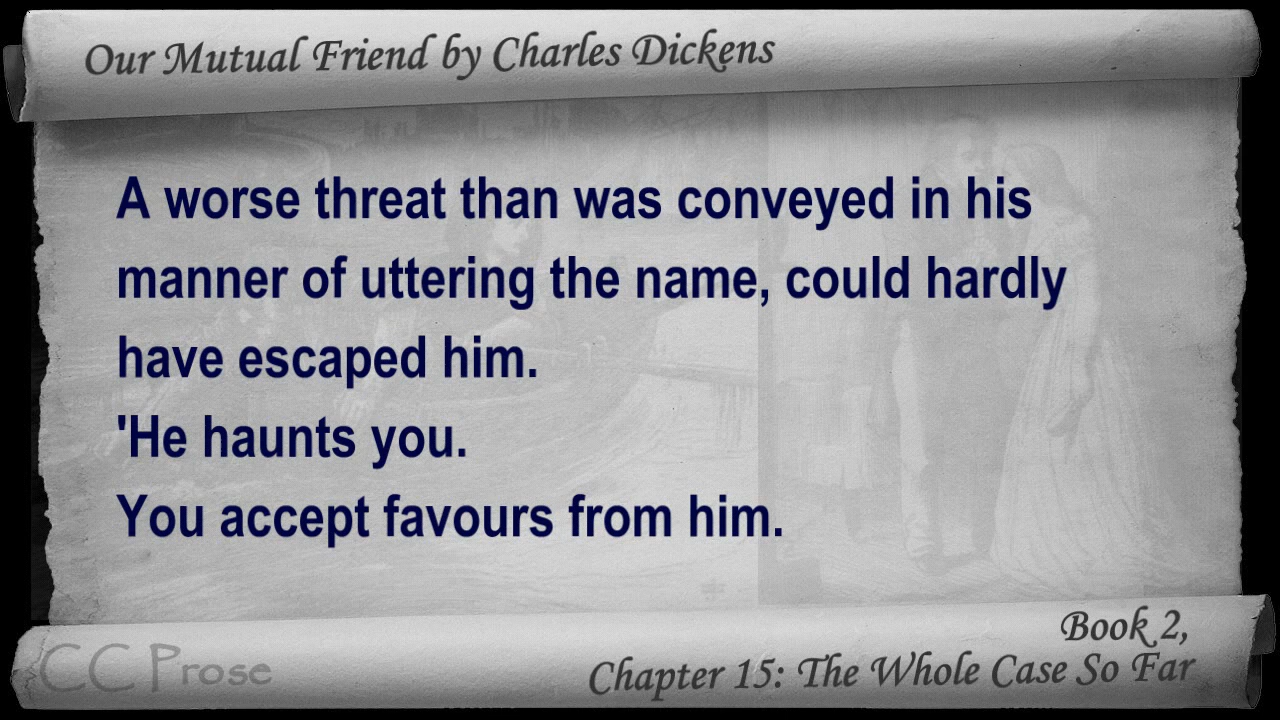 Our Mutual Friend by Charles Dickens
A worse threat than was conveyed in his
manner of uttering the name, could hardly
have escaped him.
'He haunts you.
You accept favours from him.
Book 2,
CC Prose
Chapter 15: The Whole Case So Far